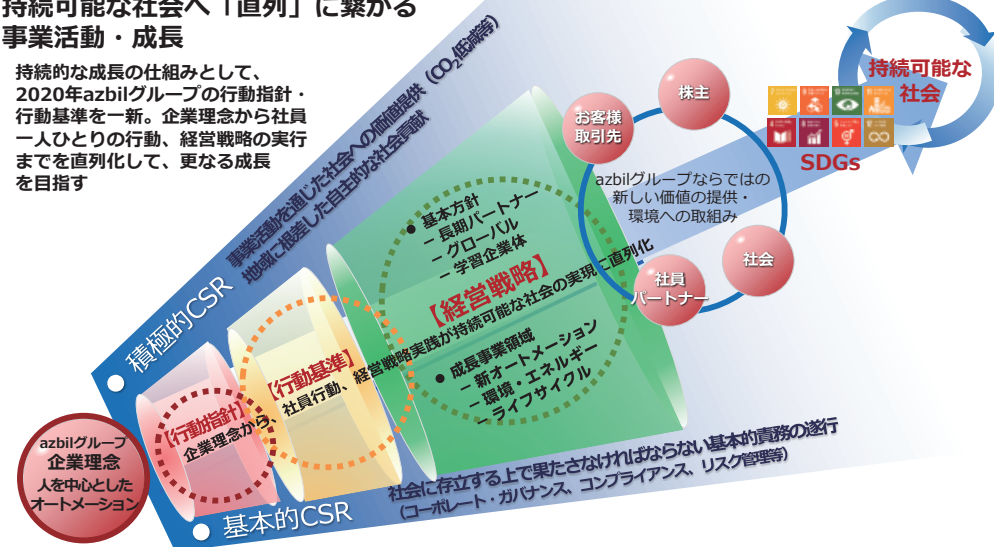 持続可能な社会へ「直列」に繋がる
事業活動・成長
持続的な成長の仕組みとして、
2020年azbilグループの行動指針・
行動基準を一新。企業理念から社員
一人ひとりの行動、経営戦略の実行
までを直列化して、更なる成長
を目指す
積極的CSR
事業活動を通じた社会への価値提供（CO₂低減等）
地域に根差した自主的な社会貢献
● 基本方針
– 長期パートナー
– グローバル
– 学習企業体
【経営戦略】
企業理念から、社員行動、経営戦略実践が持続可能な社会の実現に直列化
● 成長事業領域
– 新オートメーション
– 環境・エネルギー
– ライフサイクル
【行動基準】
【行動指針】
azbilグループ
企業理念
人を中心とした
オートメーション
基本的CSR
社会に存立する上で果たさなければならない基本的責務の遂行
（コーポレート・ガバナンス、コンプライアンス、リスク管理等）
株主
お客様
取引先
azbilグループならではの
新しい価値の提供・
環境への取組み
社会
社員
パートナー
持続可能な
社会
SDGs